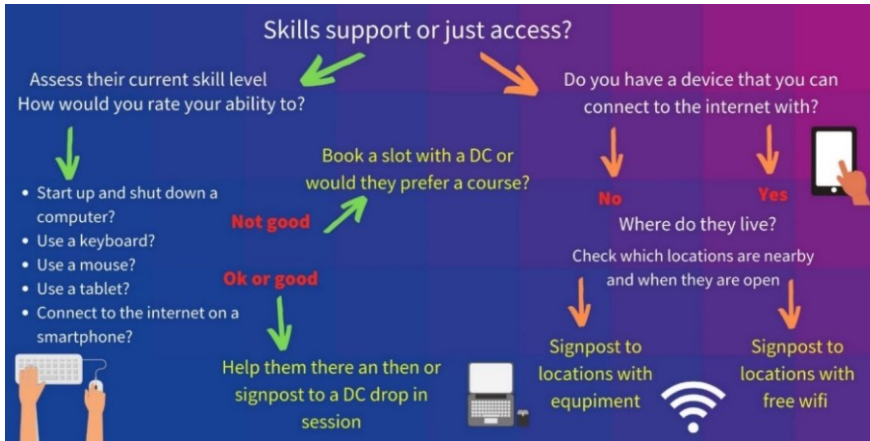 Skills support or just access?
Assess their current skill level
How would you rate your ability to?
• Start up and shut down a
computer?
• Use a keyboard?
• Use a mouse?
• Use a tablet?
• Connect to the internet on a
smartphone?
Not good
Book a slot with a DC or
would they prefer a course?
Ok or good
Help them there an then or
signpost to a DC drop in
session
Do you have a device that you can
connect to the internet with?
No
Yes
Where do they live?
Check which locations are nearby
and when they are open
Signpost to
locations with
equpiment
Signpost to
locations with
free wifi